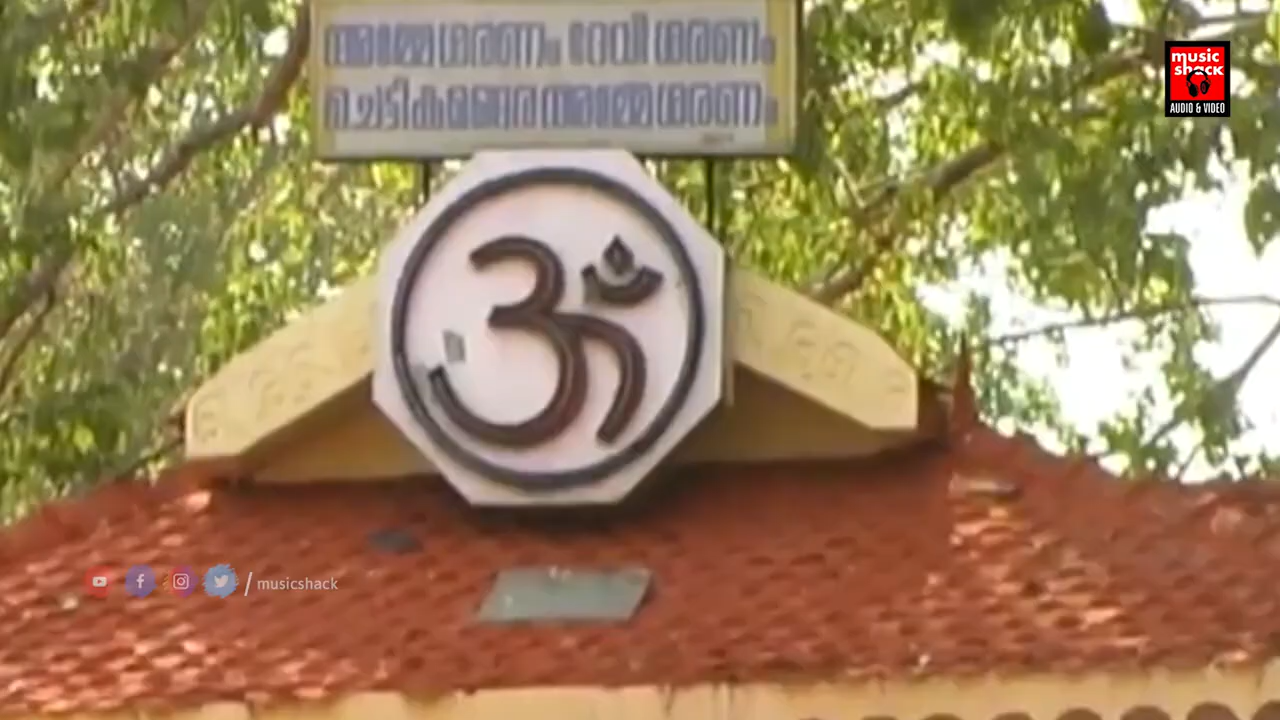 അമ്മേ ശരണം ദേവി ശരണം
ചെട്ടികുളങ്ങര അമ്മേ ശരണം
ॐ
music
shack
AUDIO & VIDEO
/musicshack